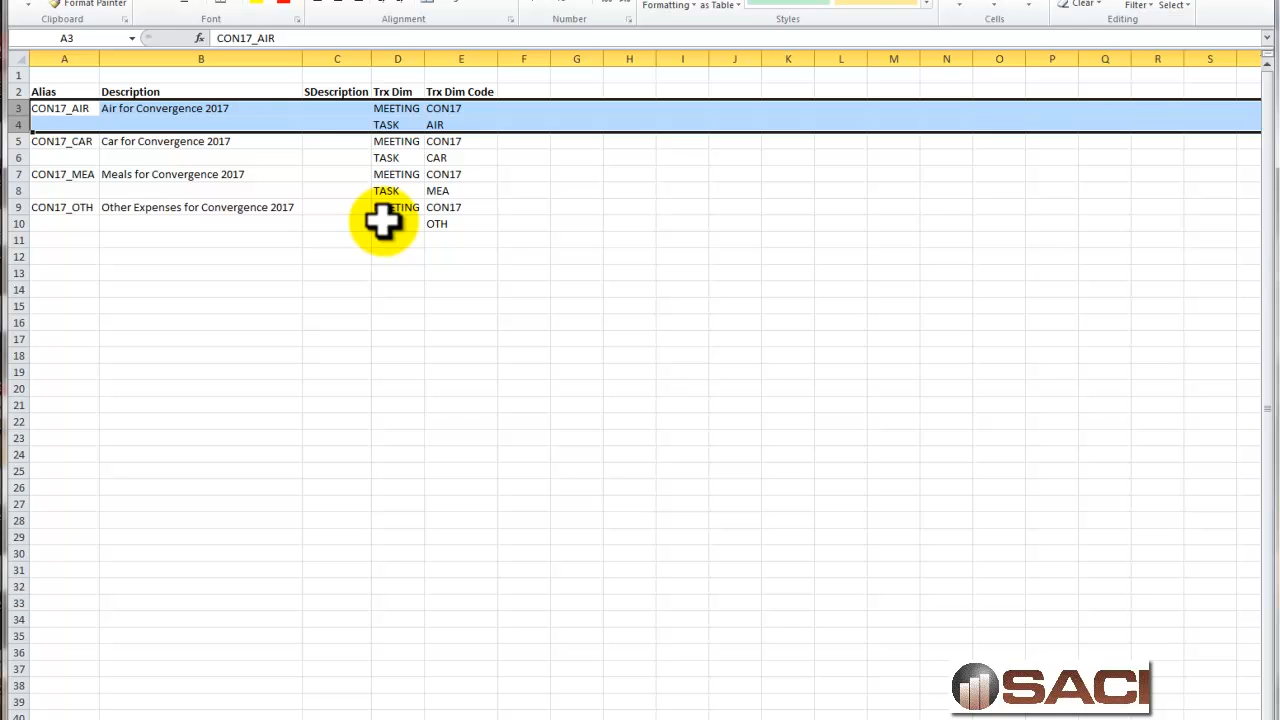 Format Painter
Formatting as Table
Clear
Filter Select
Clipboard Font Alignment Number Styles Cells Editing
A3 fx CON17_AIR
A B C D E F G H I J K L M N O P Q R S
1
2 Alias Description SDescription Trx Dim Trx Dim Code
3 CON17_AIR Air for Convergence 2017 MEETING CON17
4 TASK AIR
5 CON17_CAR Car for Convergence 2017 MEETING CON17
6 TASK CAR
7 CON17_MEA Meals for Convergence 2017 MEETING CON17
8 TASK MEA
9 CON17_OTH Other Expenses for Convergence 2017 CON17
10 OTH
11
12
13
14
15
16
17
18
19
20
21
22
23
24
25
26
27
28
29
30
31
32
33
34
35
36
37
38
39
40
SACI